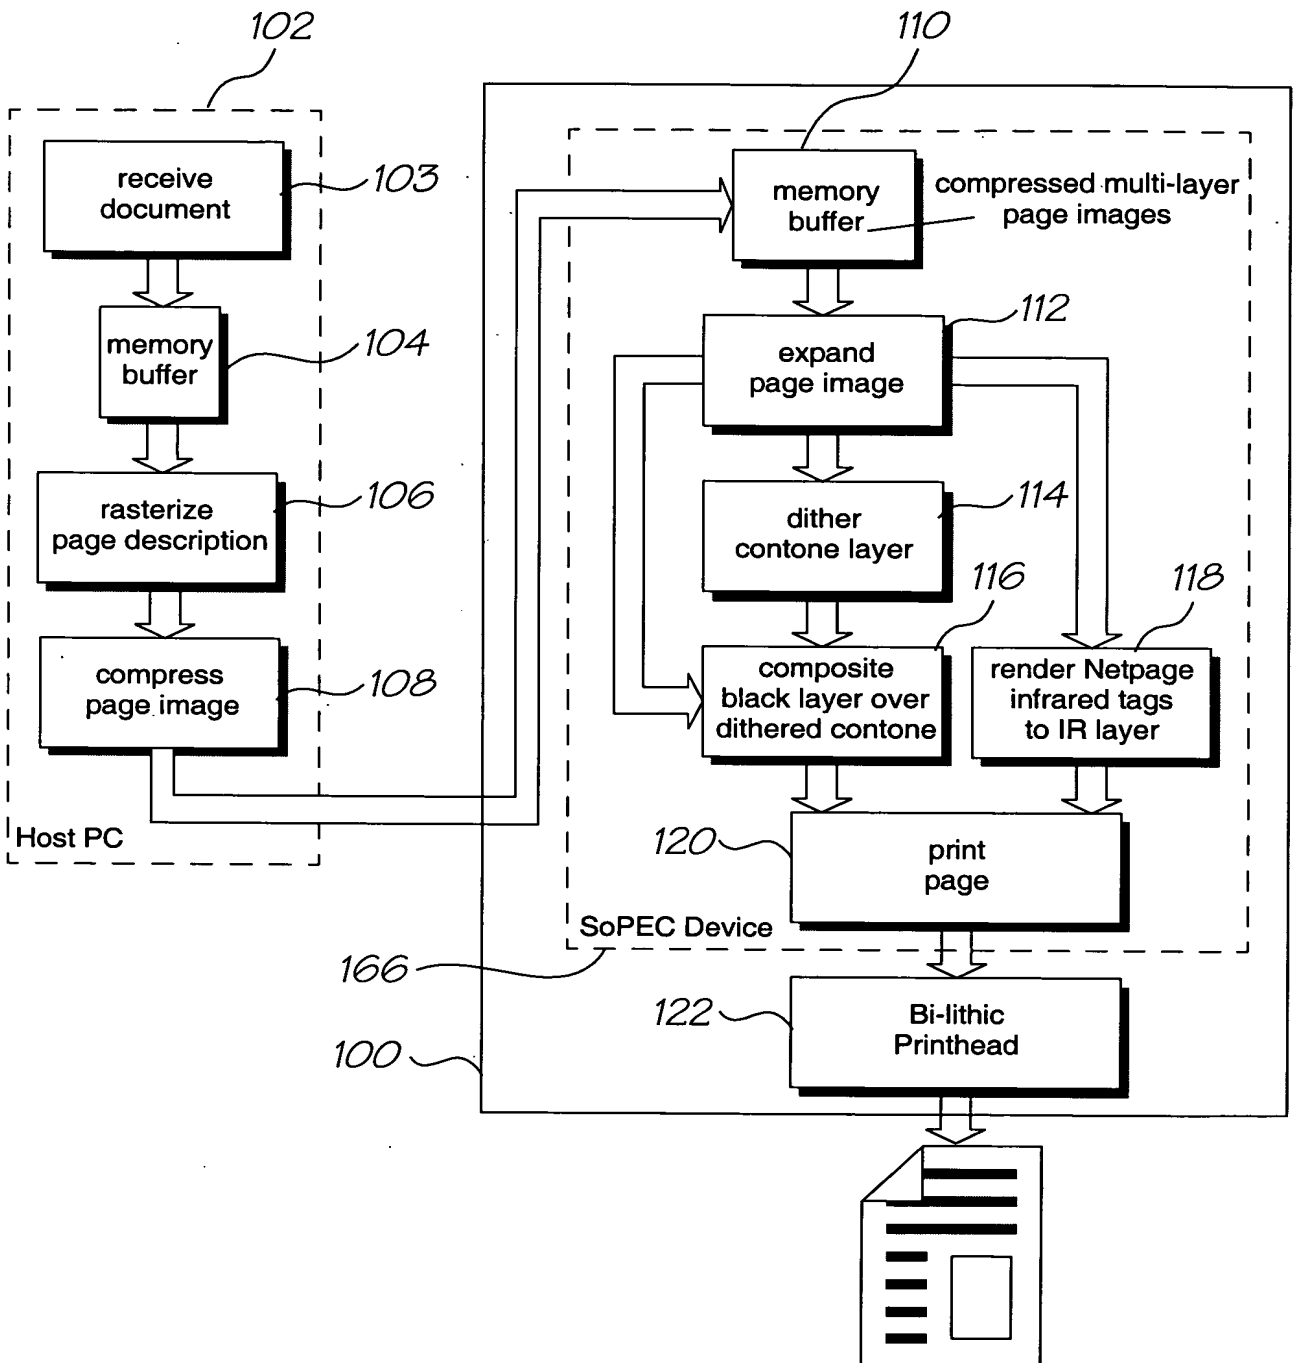 102
receive
document
103
memory
buffer
104
rasterize
page description
106
compress
page image
108
Host PC
110
memory
buffer
compressed multi-layer
page images
expand
page image
112
dither
contone layer
114
composite
black layer over
dithered contone
116
render Netpage
infrared tags
to IR layer
118
print
page
120
SoPEC Device
166
Bi-lithic
Printhead
122
100